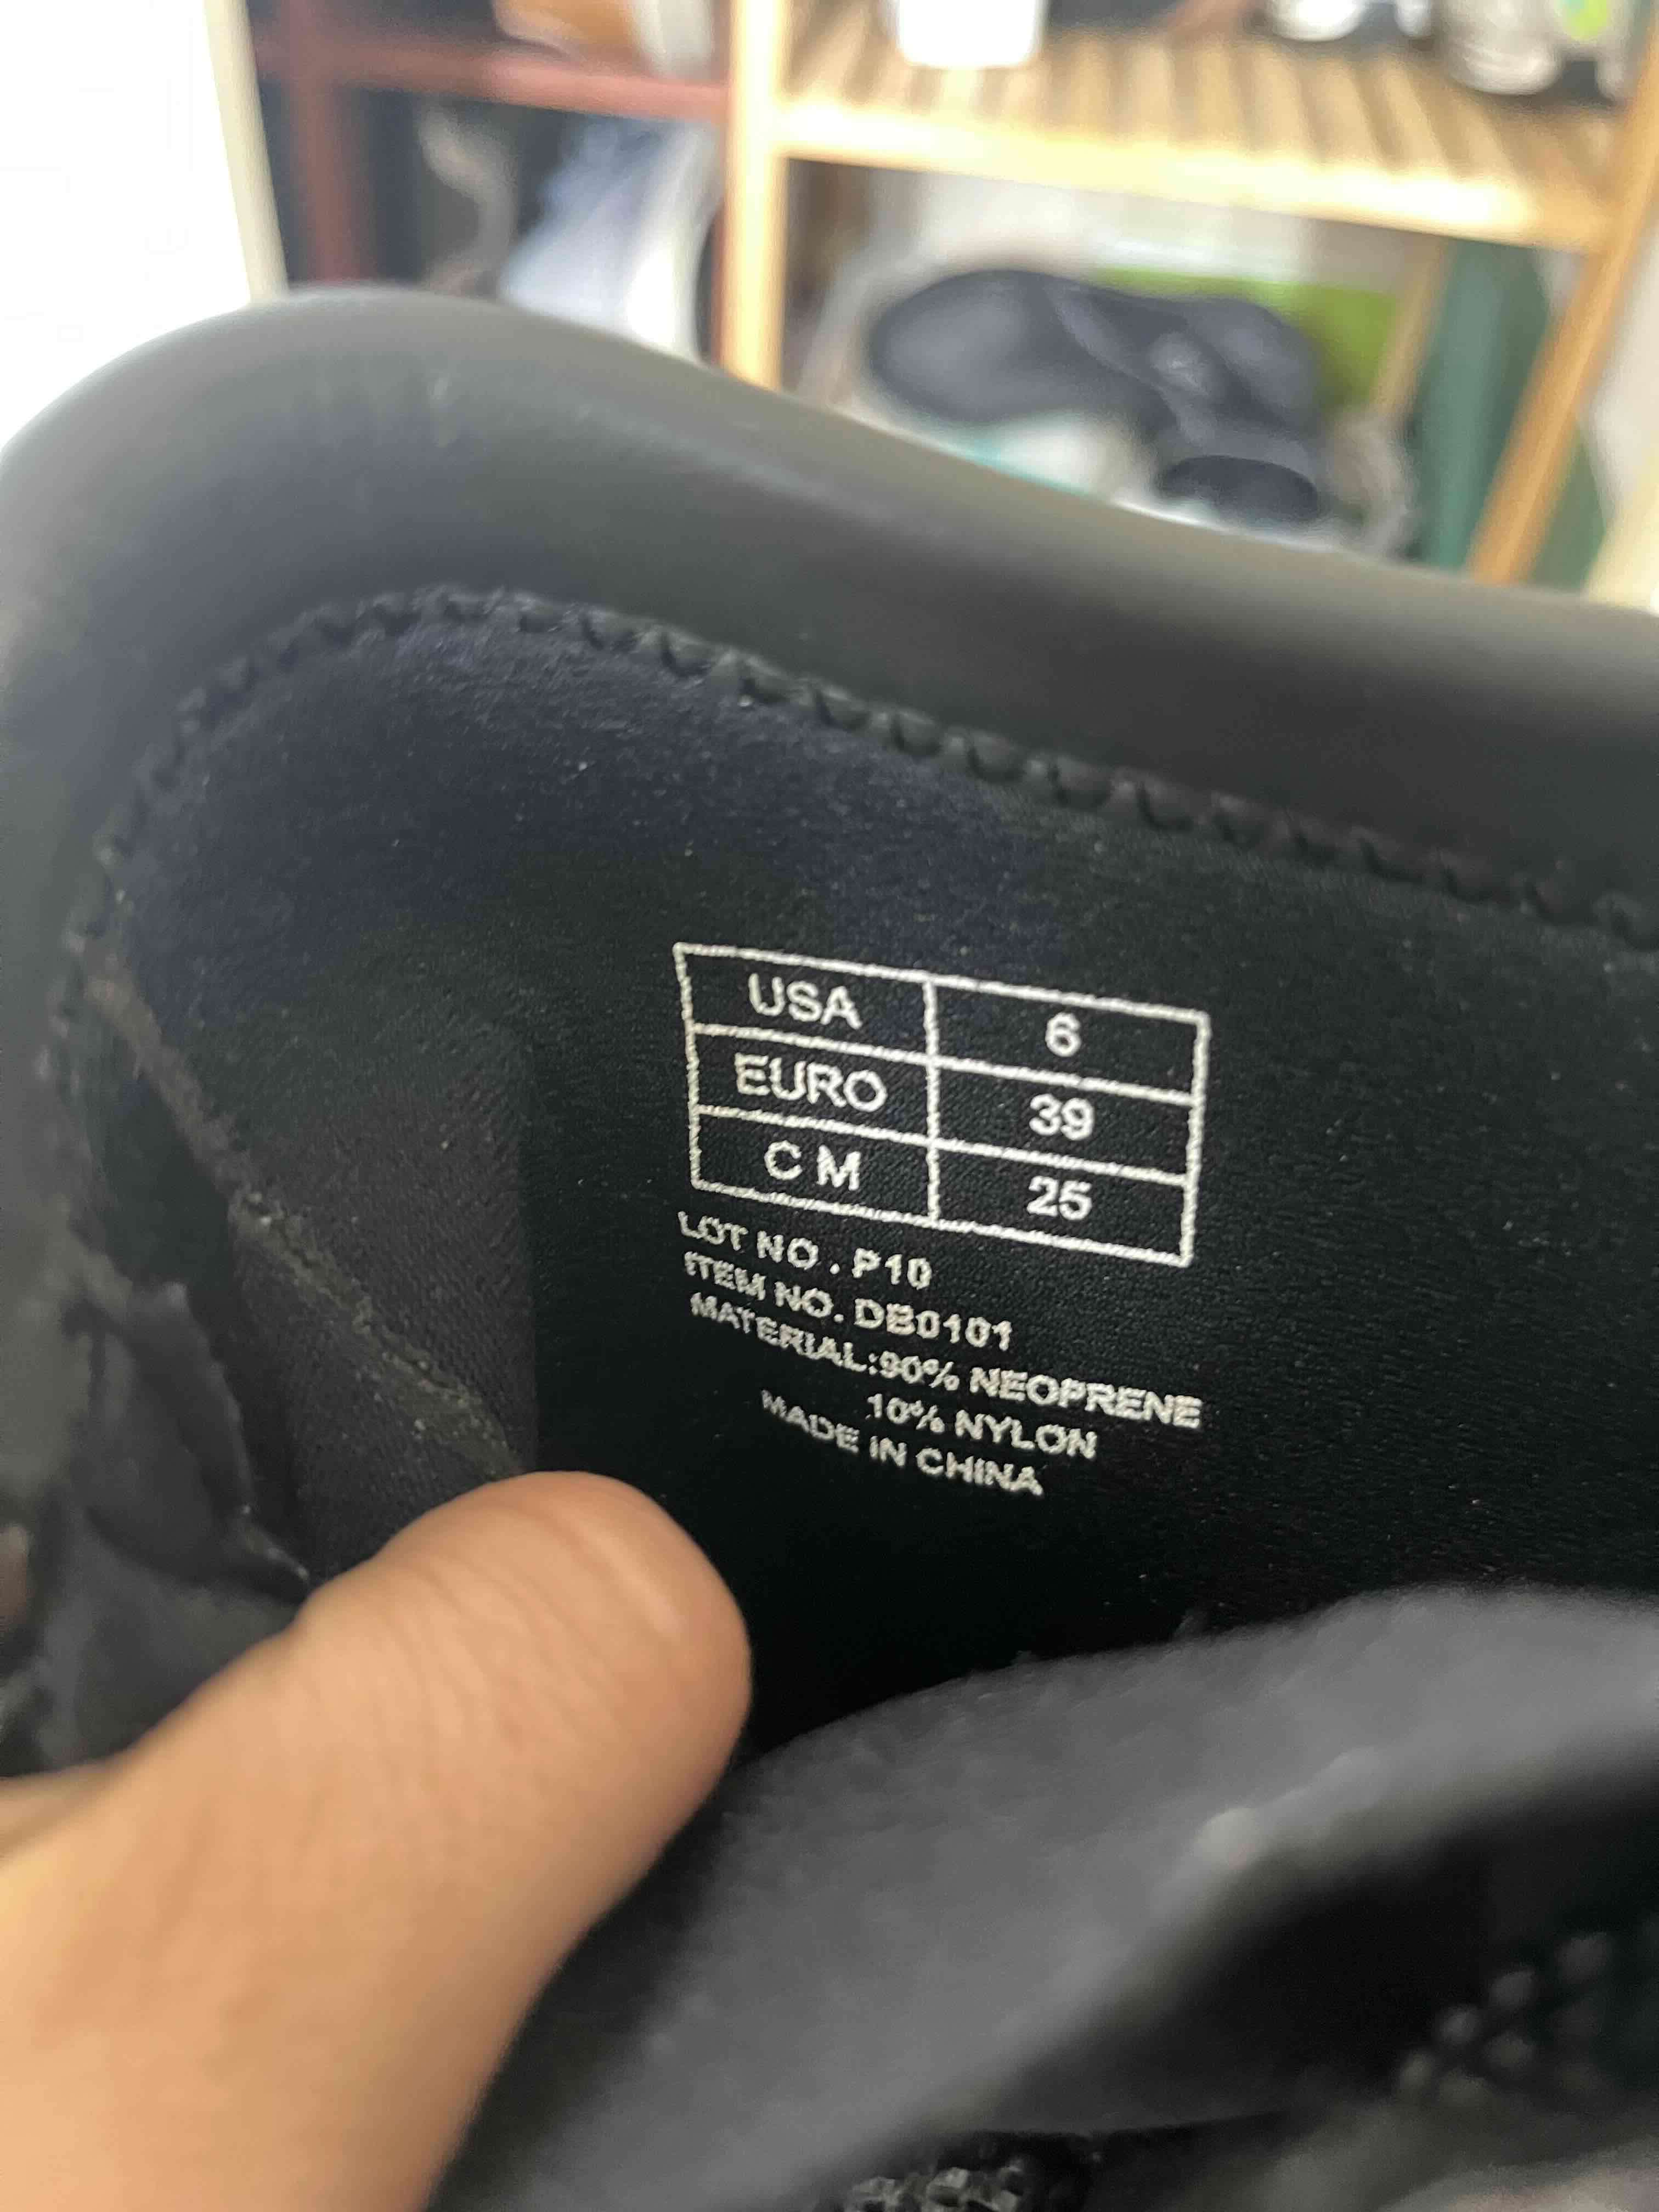 USA 6
EURO 39
CM 25
LOT NO. P10
ITEM NO. DB0101
MATERIAL:90% NEOPRENE
10% NYLON
MADE IN CHINA